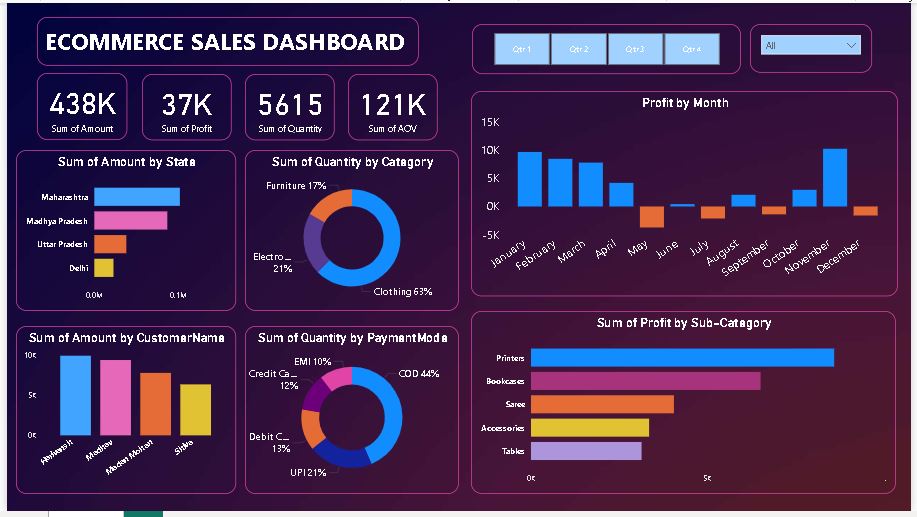 ECOMMERCE SALES DASHBOARD
Qtr 1 Qtr 2 Qtr 3 Qtr 4
All
438K
Sum of Amount
37K
Sum of Profit
5615
Sum of Quantity
121K
Sum of AOV
Sum of Amount by State
Maharashtra
Madhya Pradesh
Uttar Pradesh
Delhi
0.0M 0.1M
Sum of Quantity by Category
Furniture 17%
Electro...
21%
Clothing 63%
Profit by Month
15K
10K
5K
0K
-5K
January February March April May June July August September October November December
Sum of Amount by CustomerName
10K
5K
0K
Harivansh Madhav Madan Mohan Shiva
Sum of Quantity by PaymentMode
EMI 10%
COD 44%
Credit Ca...
12%
Debit C...
13%
UPI 21%
Sum of Profit by Sub-Category
Printers
Bookcases
Saree
Accessories
Tables
0K 5K